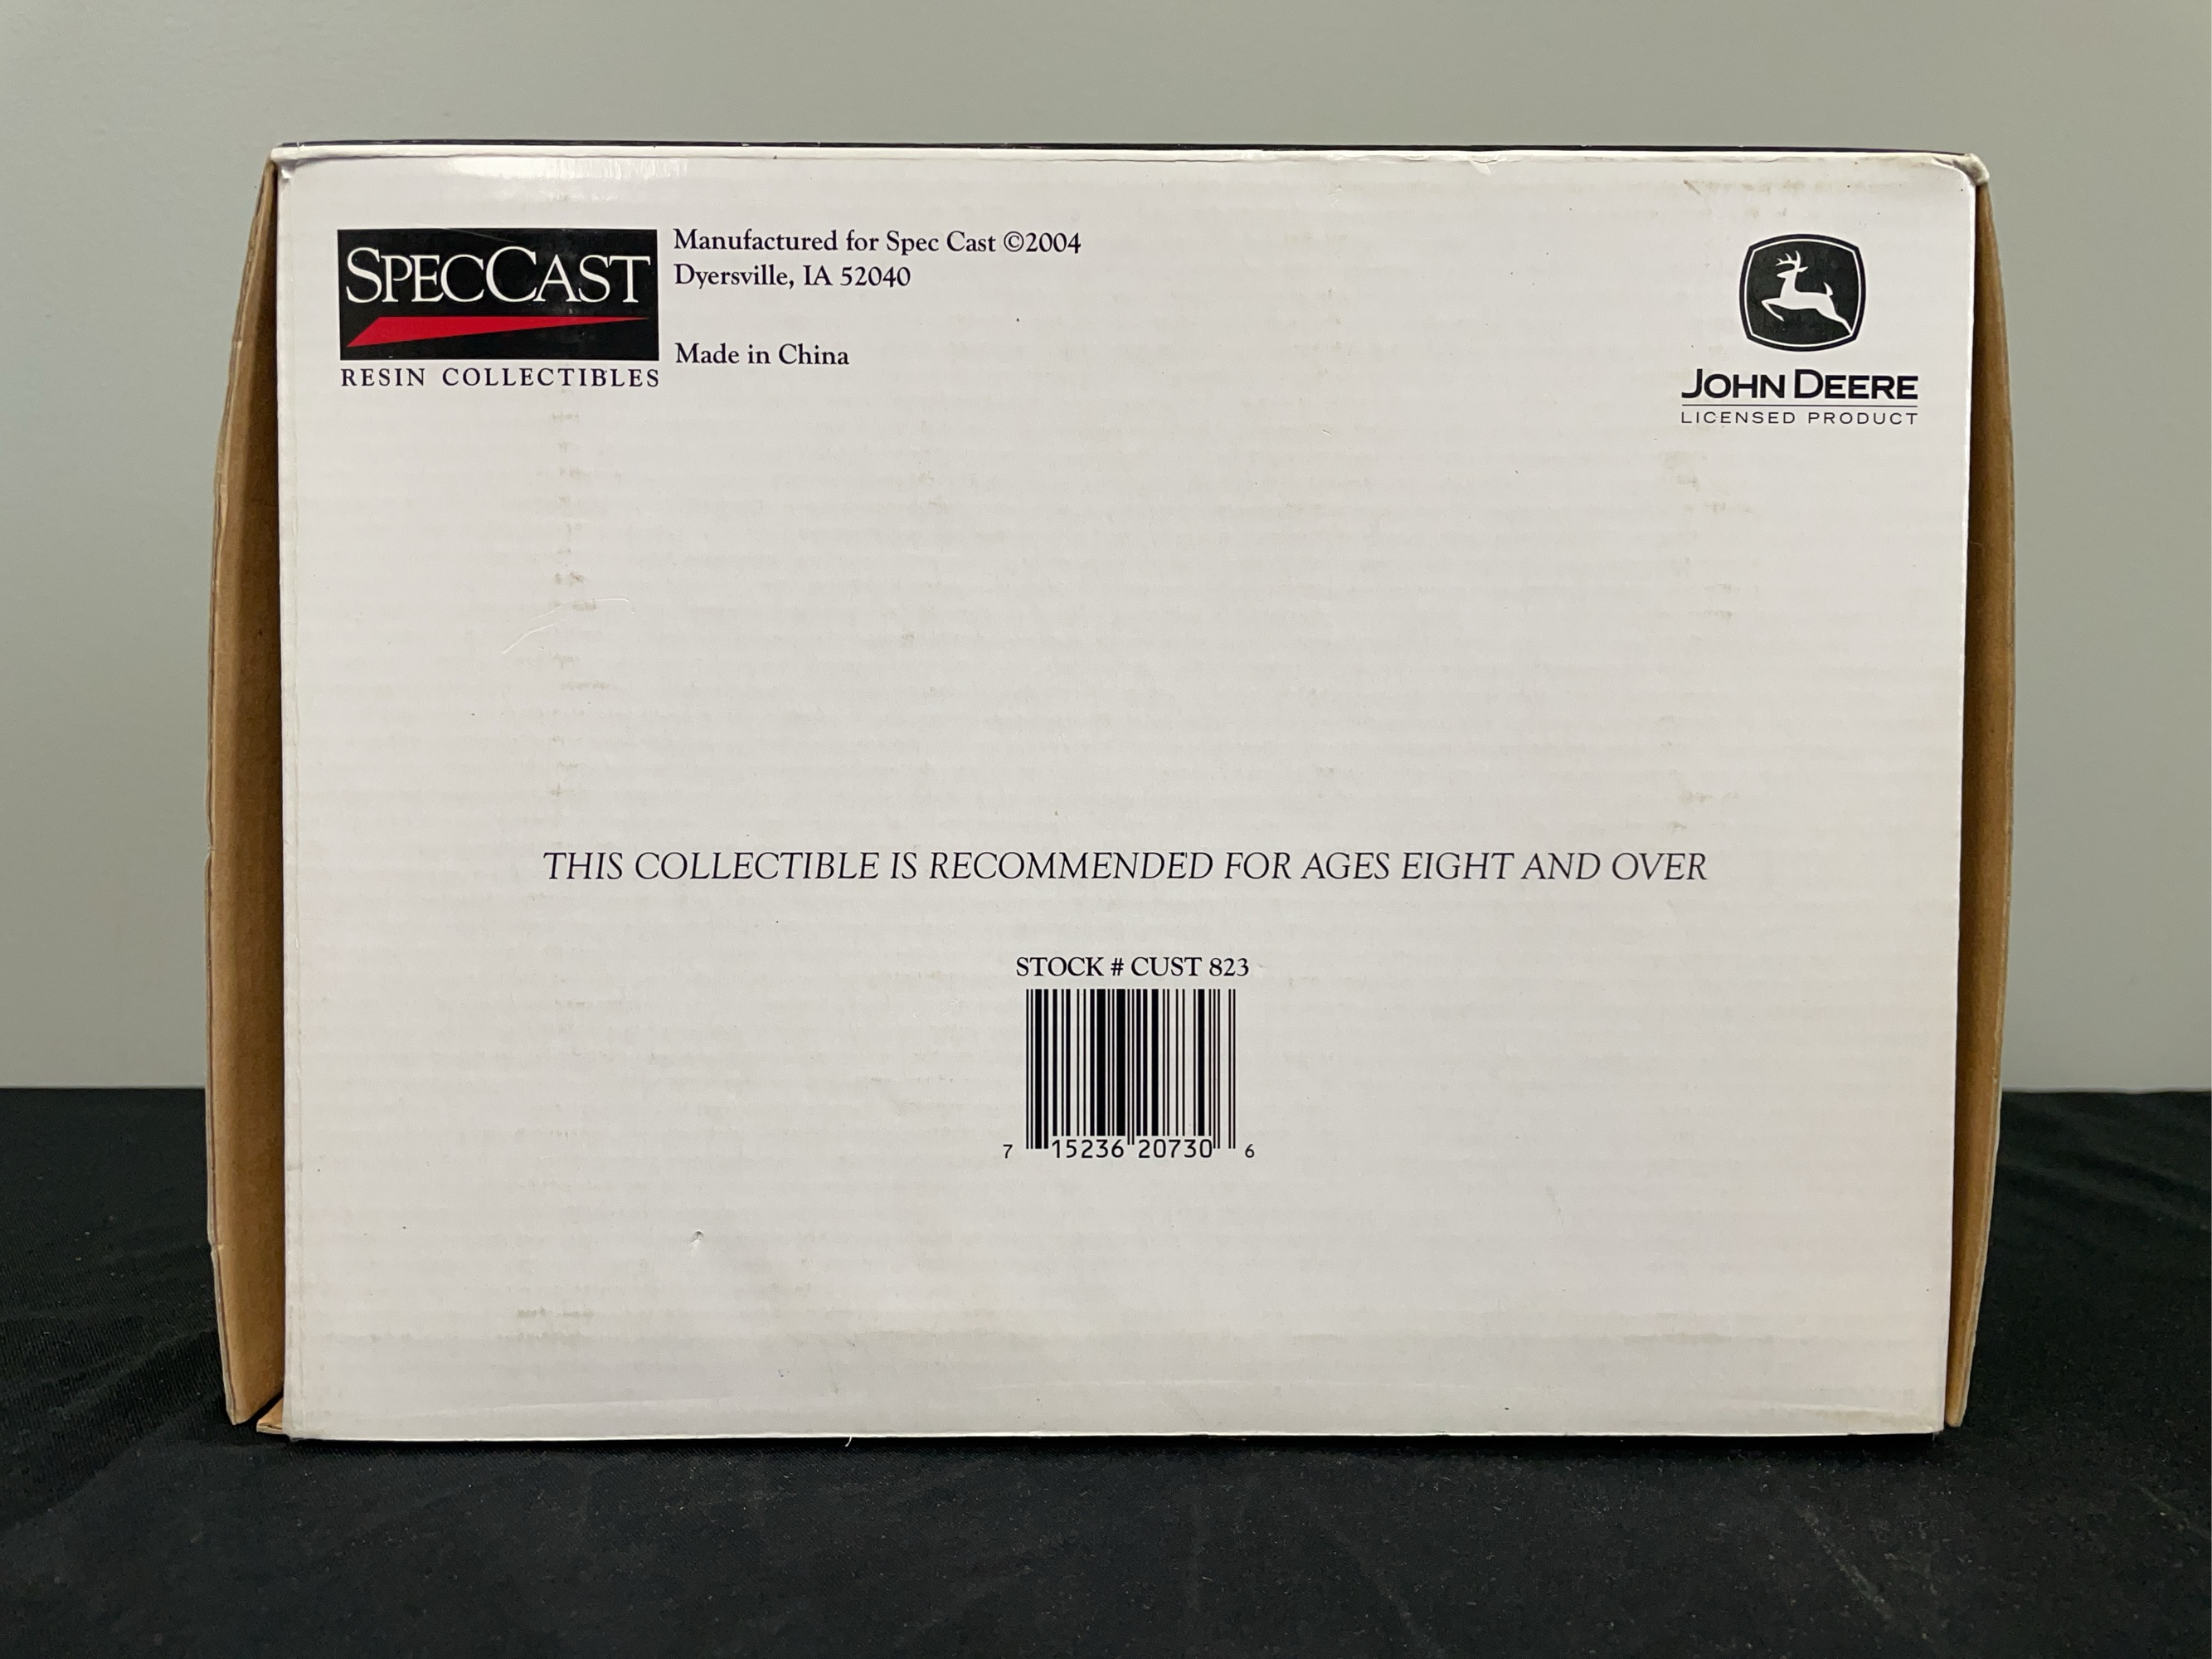 SPECCAST
RESIN COLLECTIBLES
Manufactured for Spec Cast ©2004
Dyersville, IA 52040
Made in China
JOHN DEERE
LICENSED PRODUCT
THIS COLLECTIBLE IS RECOMMENDED FOR AGES EIGHT AND OVER
STOCK # CUST 823
7 15236 20730 6